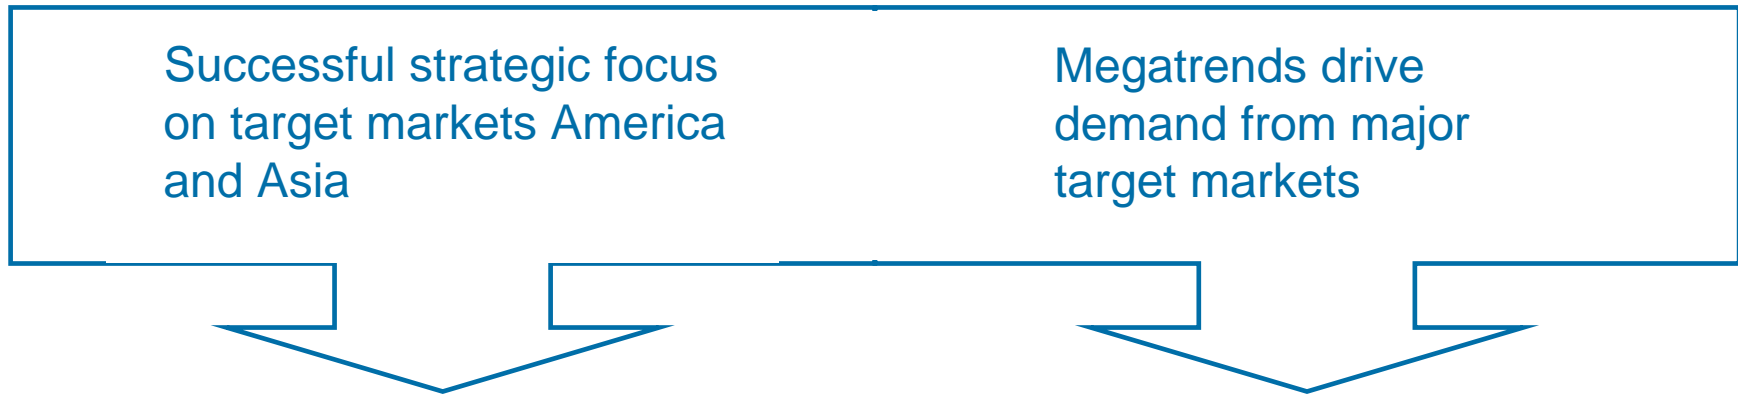 Successful strategic focus
on target markets America
and Asia
Megatrends drive
demand from major
target markets